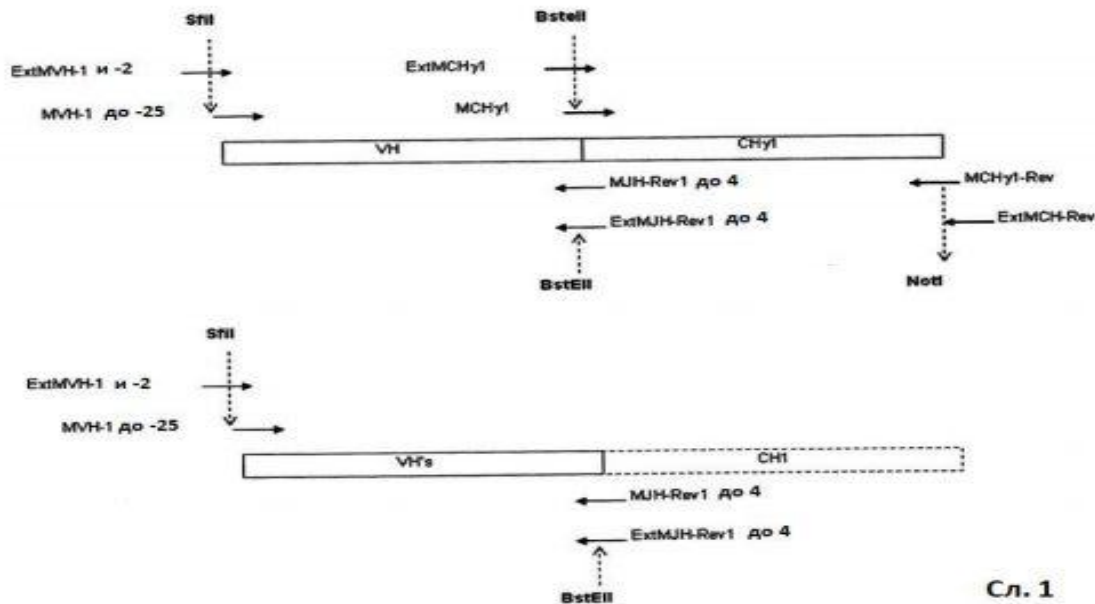 SfiI
BsteII
ExtMVH-1 и -2
ExtMCHγ1
MVH-1 до -25
MCHγ1
VH
CHγ1
MJH-Rev1 до 4
MCHγ1-Rev
ExtMJH-Rev1 до 4
ExtMCH-Rev
BstEII
NotI
SfiI
ExtMVH-1 и -2
MVH-1 до -25
VH's
CH1
MJH-Rev1 до 4
ExtMJH-Rev1 до 4
BstEII
Сл. 1